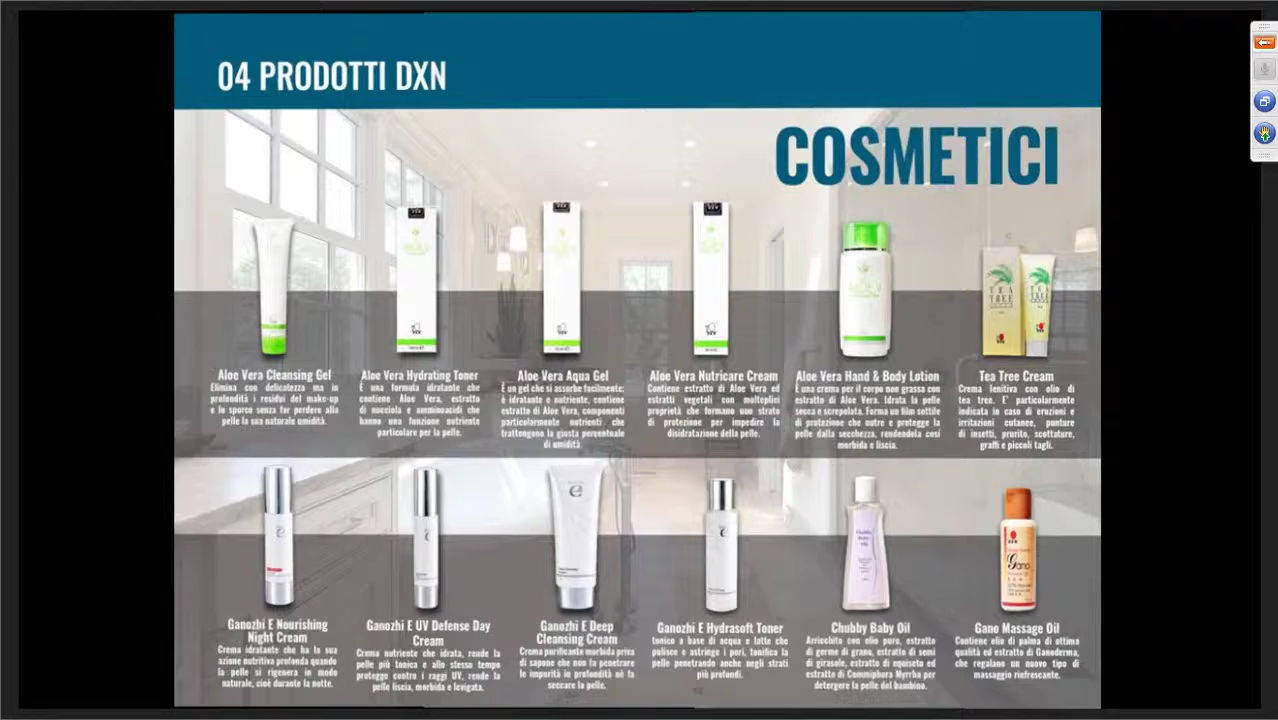 04 PRODOTTI DXN
COSMETICI
TEA
TREE
TEA
TREE
Aloe Vera Cleansing Gel
Elimina con delicatezza ma in
profondità i residui del make-up
e lo sporco senza far perdere alla
pelle la sua naturale umidità.
Aloe Vera Hydrating Toner
È una formula idratante che
contiene Aloe Vera, estratto
di nocciola e amminoacidi che
hanno una funzione nutriente
particolare per la pelle.
Aloe Vera Aqua Gel
È un gel che si assorbe facilmente;
è idratante e nutriente, contiene
estratto di Aloe Vera, componenti
particolarmente nutrienti che
trattengono la giusta percentuale
di umidità.
Aloe Vera Nutricare Cream
Contiene estratto di Aloe Vera ed
estratti vegetali con molteplici
proprietà che formano uno strato
di protezione per impedire la
disidratazione della pelle.
Aloe Vera Hand & Body Lotion
È una crema per il corpo non grassa con
estratto di Aloe Vera. Idrata la pelle
secca e screpolata. Forma un film sottile
di protezione che nutre e protegge la
pelle dalla secchezza, rendendola così
morbida e liscia.
Tea Tree Cream
Crema lenitiva con olio di
tea tree. E' particolarmente
indicata in caso di eruzioni e
irritazioni cutanee, punture
di insetti, prurito, scottature,
graffi e piccoli tagli.
Chubby
Baby
Oil
Gano
Ganozhi E Nourishing
Night Cream
Crema idratante che ha la sua
azione nutritiva profonda quando
la pelle si rigenera in modo
naturale, cioè durante la notte.
Ganozhi E UV Defense Day
Cream
Crema nutriente che idrata, rende la
pelle più tonica e allo stesso tempo
protegge contro i raggi UV, rende la
pelle liscia, morbida e levigata.
Ganozhi E Deep
Cleansing Cream
Crema purificante morbida priva
di sapone che non fa penetrare
le impurità in profondità nè fa
seccare la pelle.
Ganozhi E Hydrasoft Toner
tonico a base di acqua e latte che
pulisce e astringe i pori, tonifica la
pelle penetrando anche negli strati
più profondi.
Chubby Baby Oil
Arricchito con olio puro, estratto
di germe di grano, estratto di semi
di girasole, estratto di equiseto ed
estratto di Commiphora Myrrha per
detergere la pelle del bambino.
Gano Massage Oil
Contiene olio di palma di ottima
qualità ed estratto di Ganoderma,
che regalano un nuovo tipo di
massaggio rinfrescante.